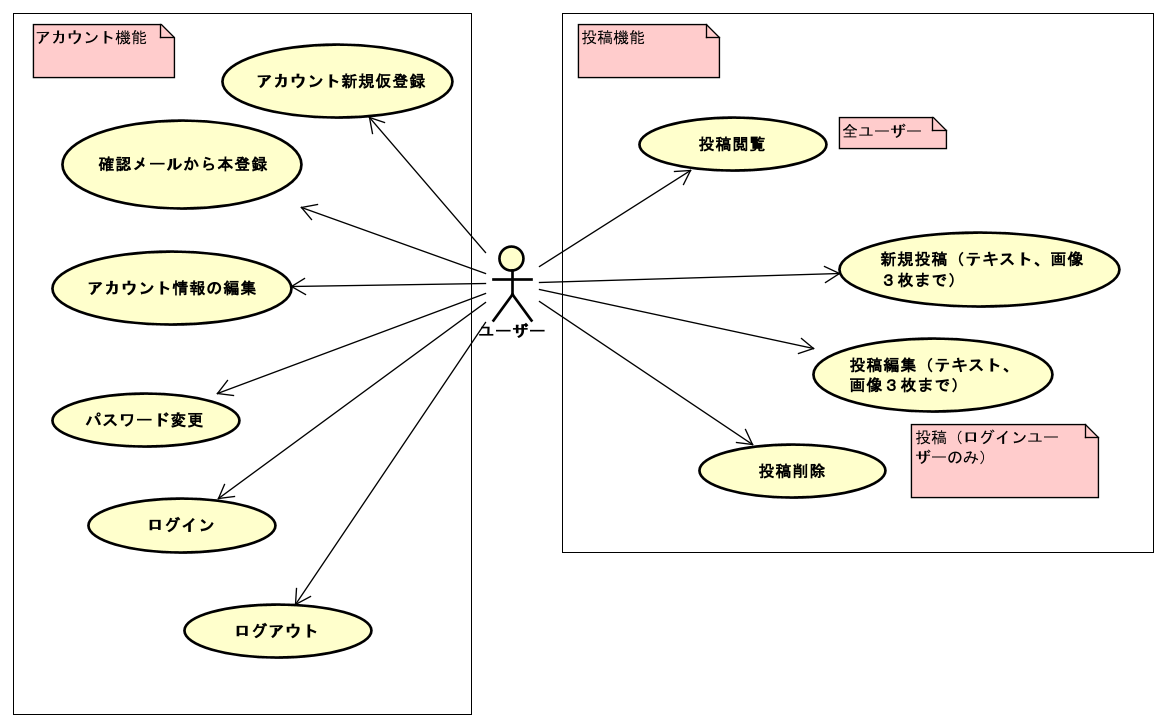 アカウント機能
アカウント新規仮登録
確認メールから本登録
アカウント情報の編集
パスワード変更
ログイン
ログアウト
ユーザー
投稿機能
投稿閲覧
全ユーザー
新規投稿（テキスト、画像
３枚まで）
投稿編集（テキスト、
画像３枚まで）
投稿（ログインユー
ザーのみ）
投稿削除